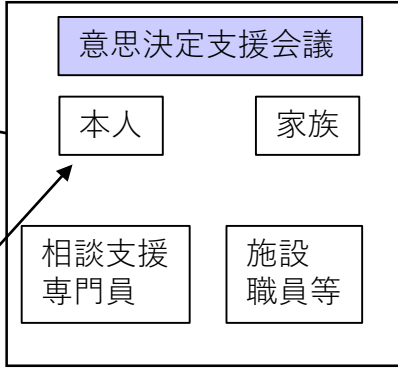 意思決定支援会議
本人
家族
相談支援
専門員
施設
職員等